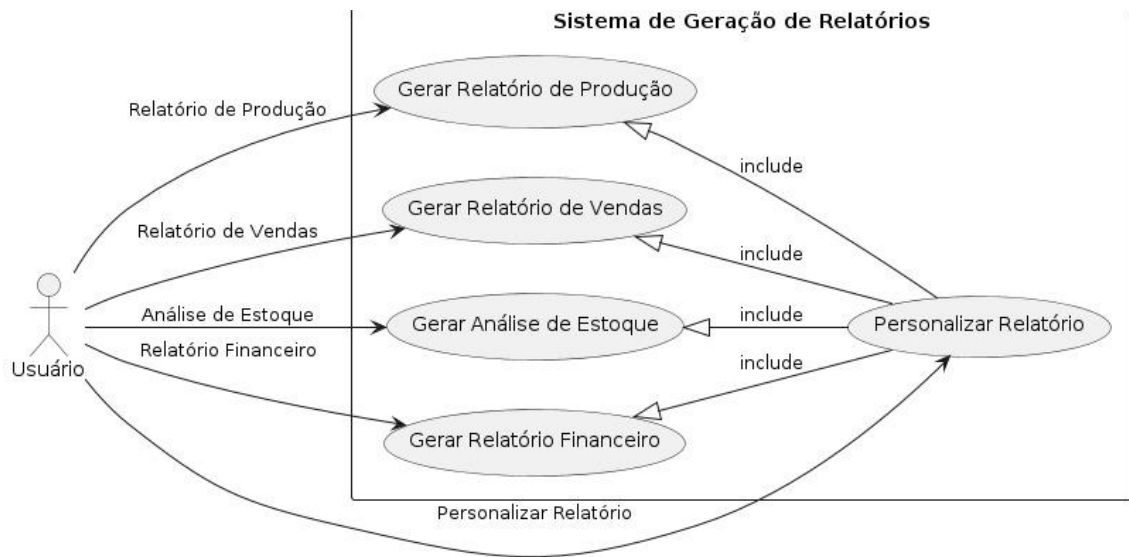 Sistema de Geração de Relatórios
Gerar Relatório de Produção
Relatório de Produção
include
Gerar Relatório de Vendas
Relatório de Vendas
include
Análise de Estoque
Gerar Análise de Estoque
include
Personalizar Relatório
Relatório Financeiro
Usuário
include
Gerar Relatório Financeiro
Personalizar Relatório